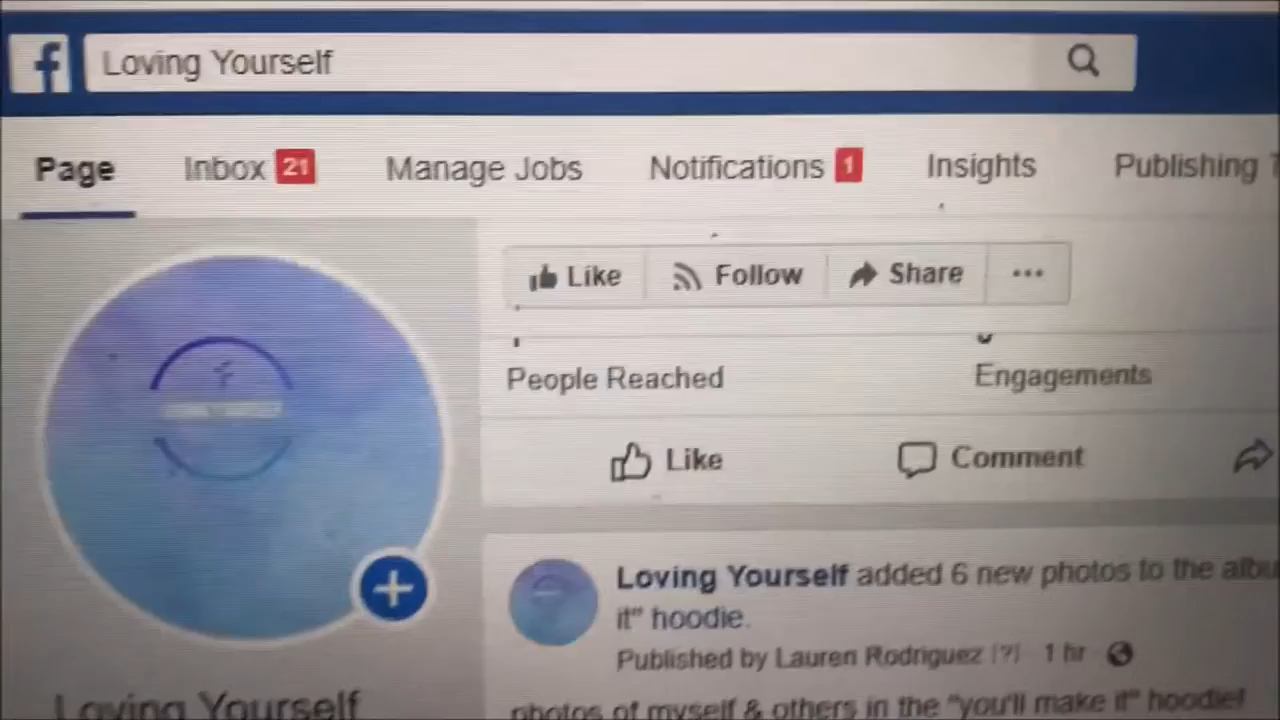 f Loving Yourself
Page Inbox 21 Manage Jobs Notifications 1 Insights Publishing
Like Follow Share ...
People Reached Engagements
Like Comment
Loving Yourself added 6 new photos to the albu
it" hoodie.
Published by Lauren Rodriguez [?] · 1 hr ·
Loving Yourself
photos of myself & others in the "you'll make it" hoodie!